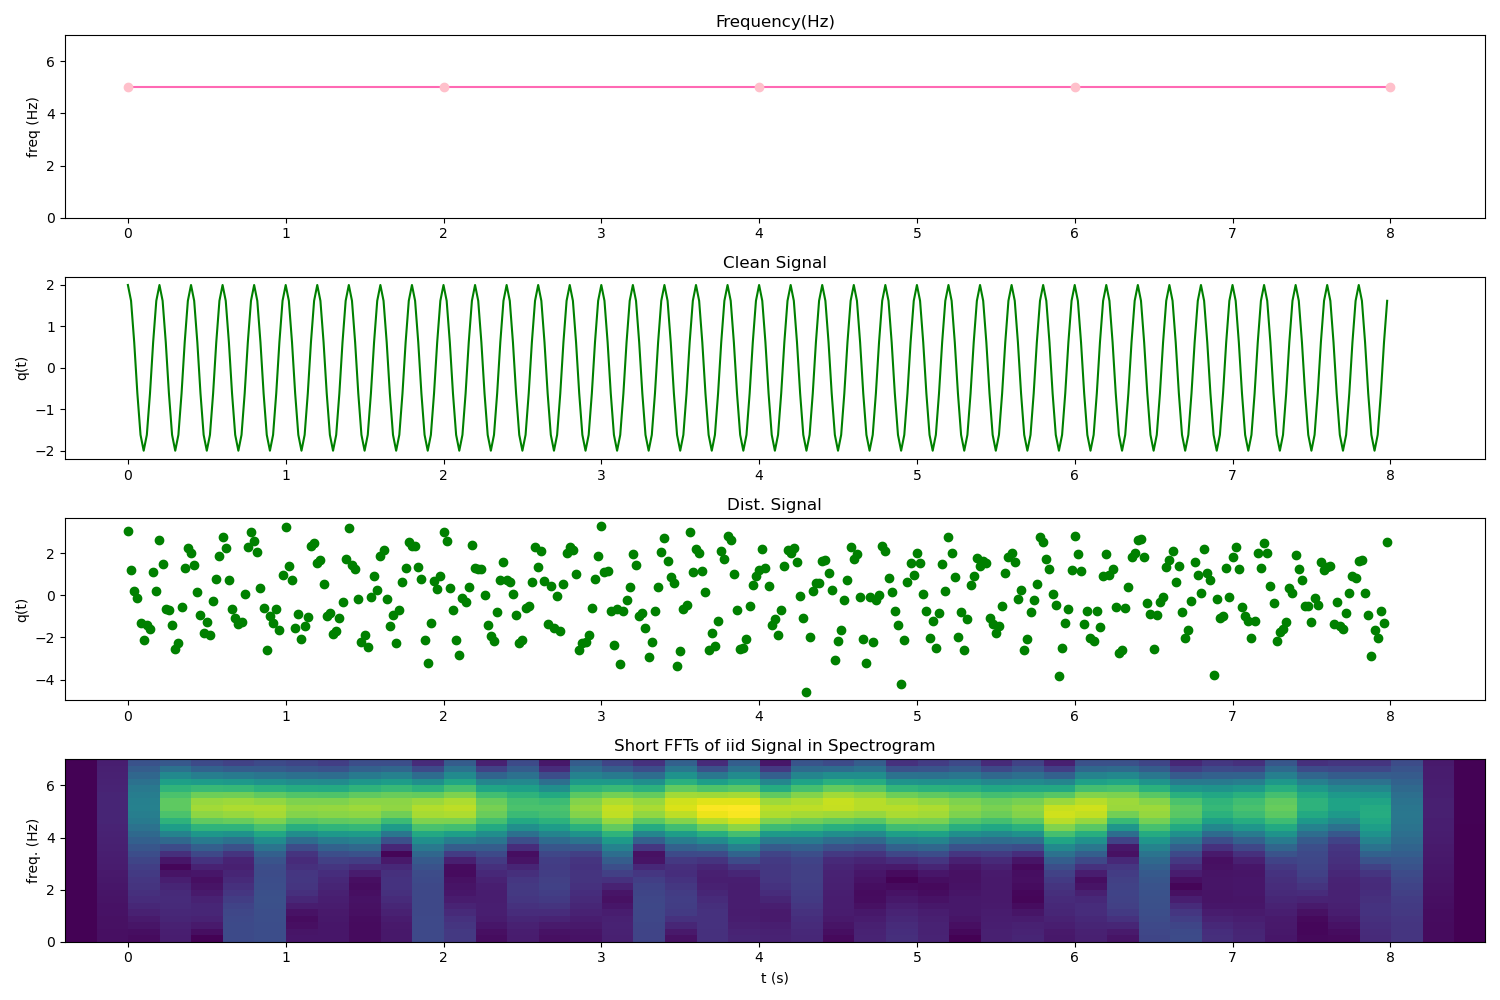 Frequency(Hz)
freq (Hz)
6
4
2
0
0 1 2 3 4 5 6 7 8
Clean Signal
q(t)
2
1
0
−1
−2
0 1 2 3 4 5 6 7 8
Dist. Signal
q(t)
2
0
−2
−4
0 1 2 3 4 5 6 7 8
Short FFTs of iid Signal in Spectrogram
freq. (Hz)
6
4
2
0
0 1 2 3 4 5 6 7 8
t (s)